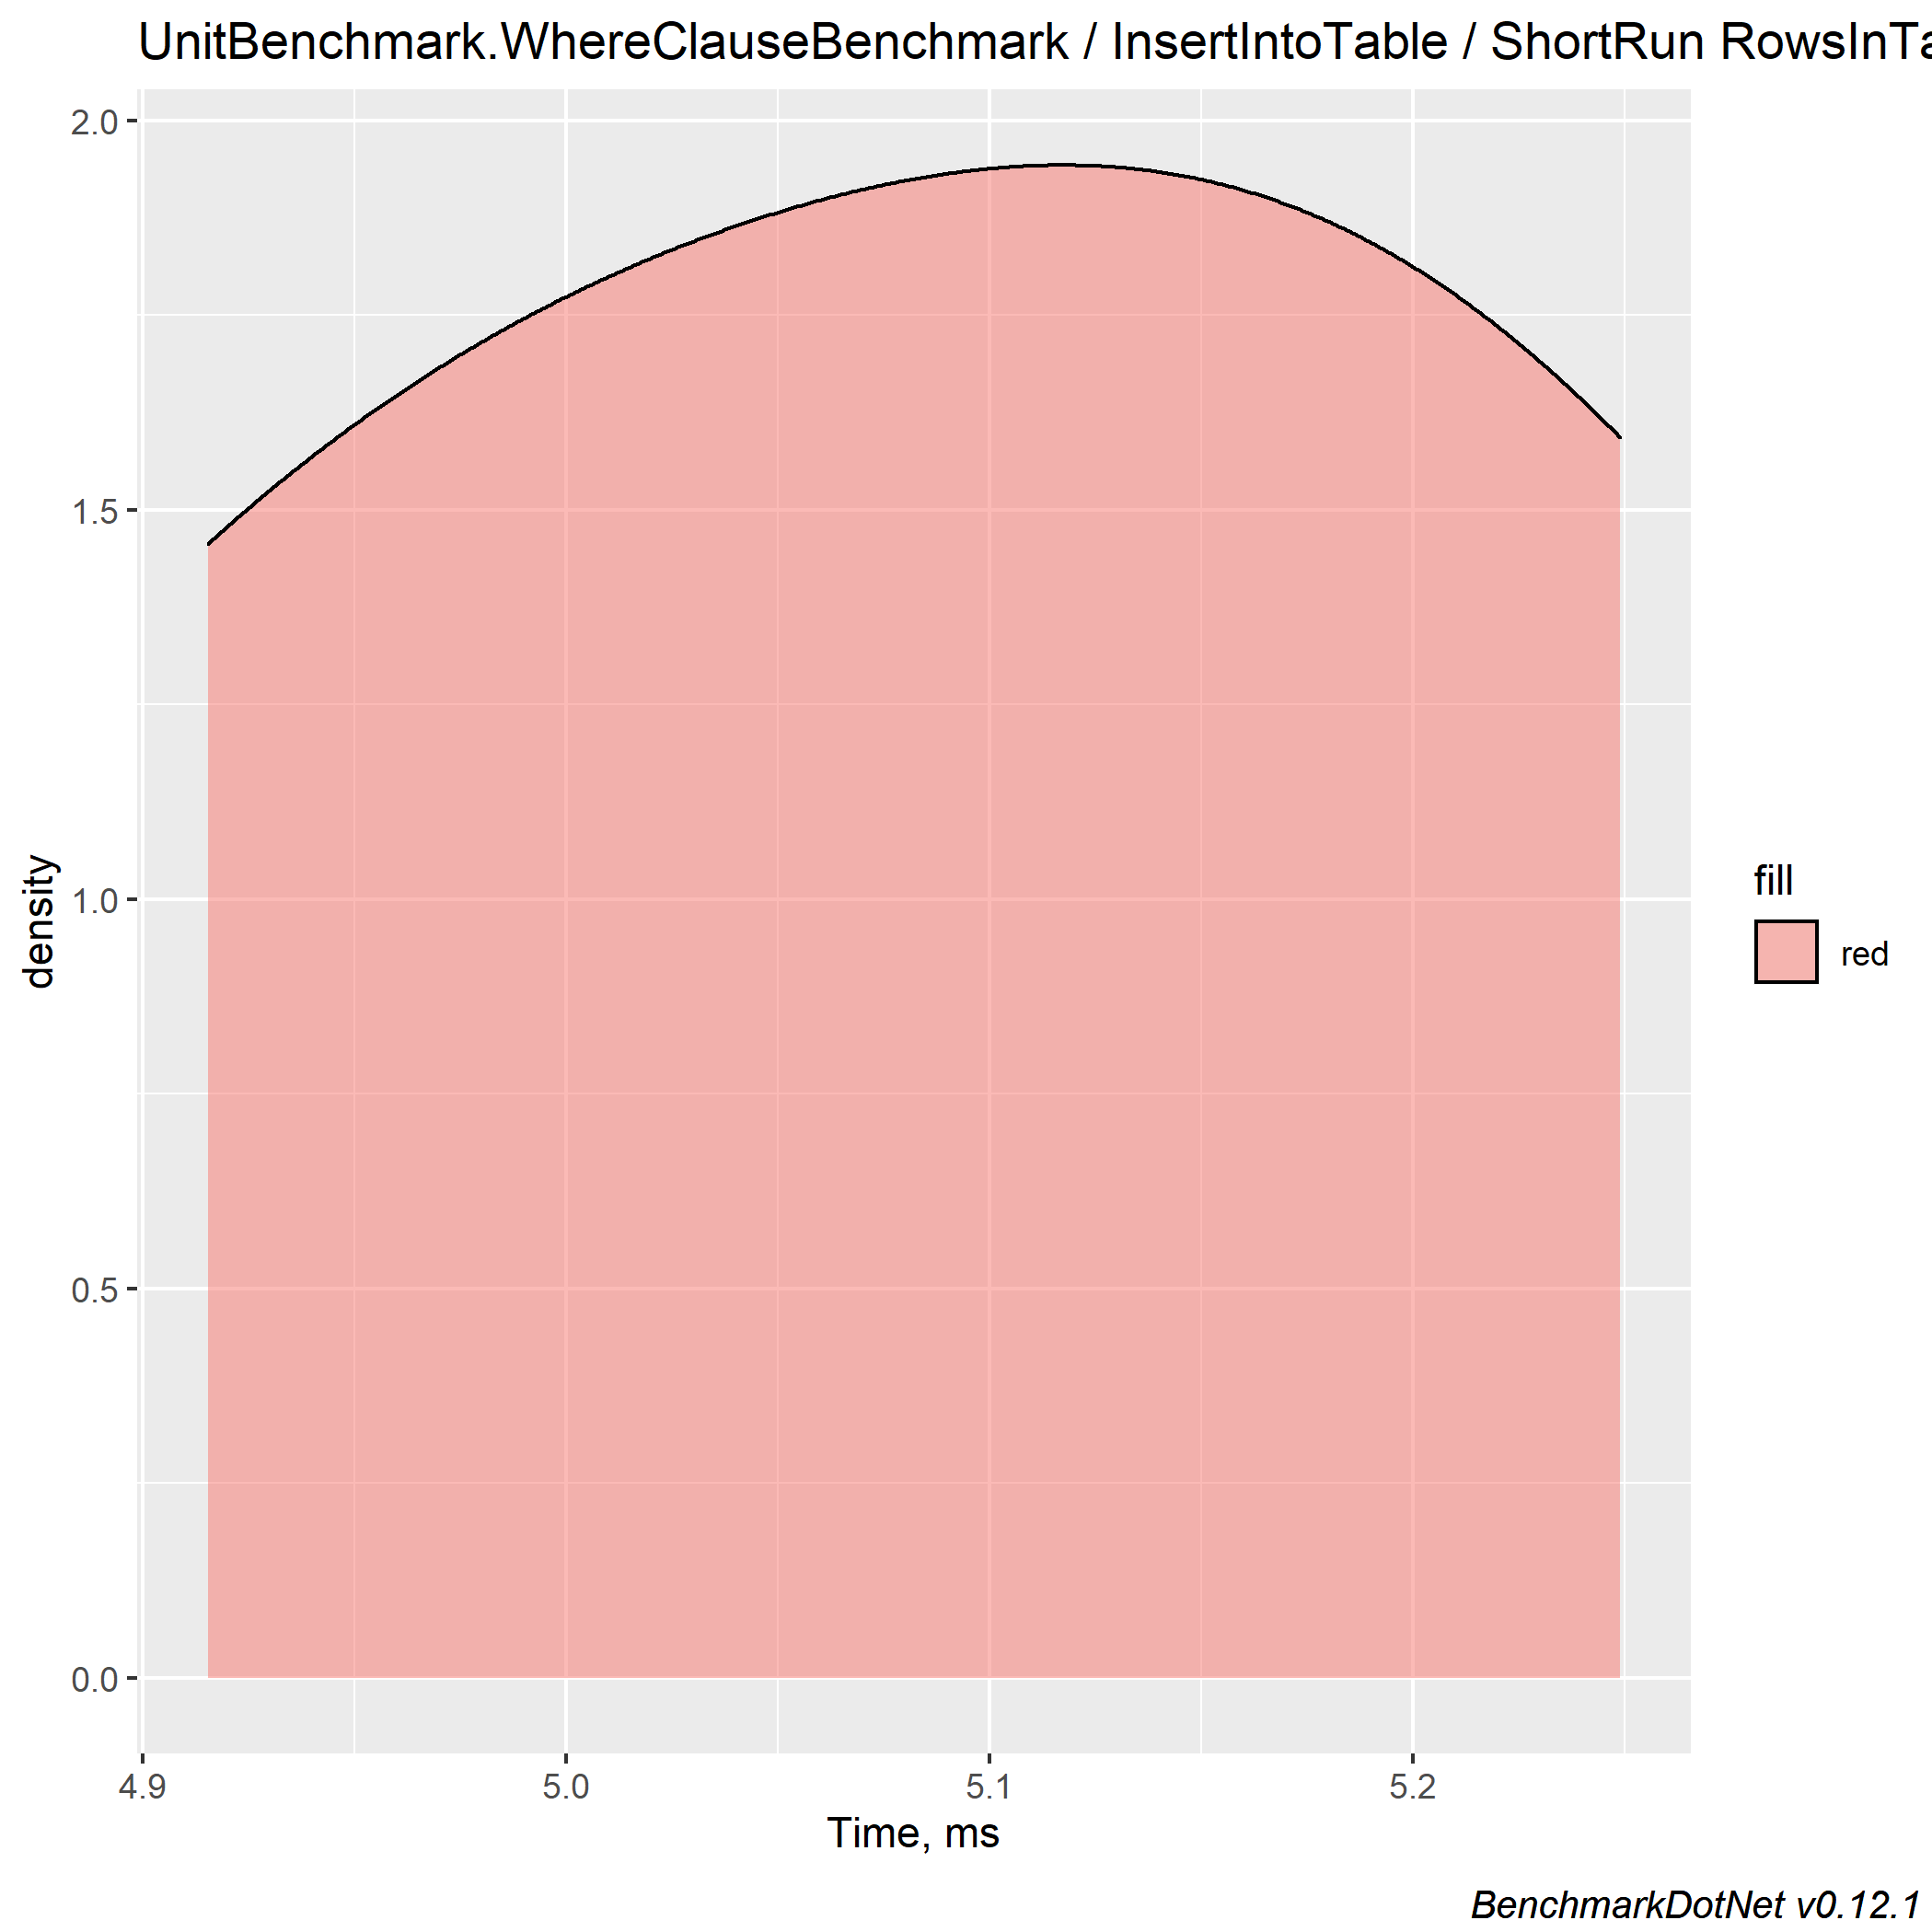 UnitBenchmark.WhereClauseBenchmark / InsertIntoTable / ShortRun
2.0
1.5
1.0
0.5
0.0
density
4.9 5.0 5.1 5.2
Time, ms
fill
red
BenchmarkDotNet v0.12.1